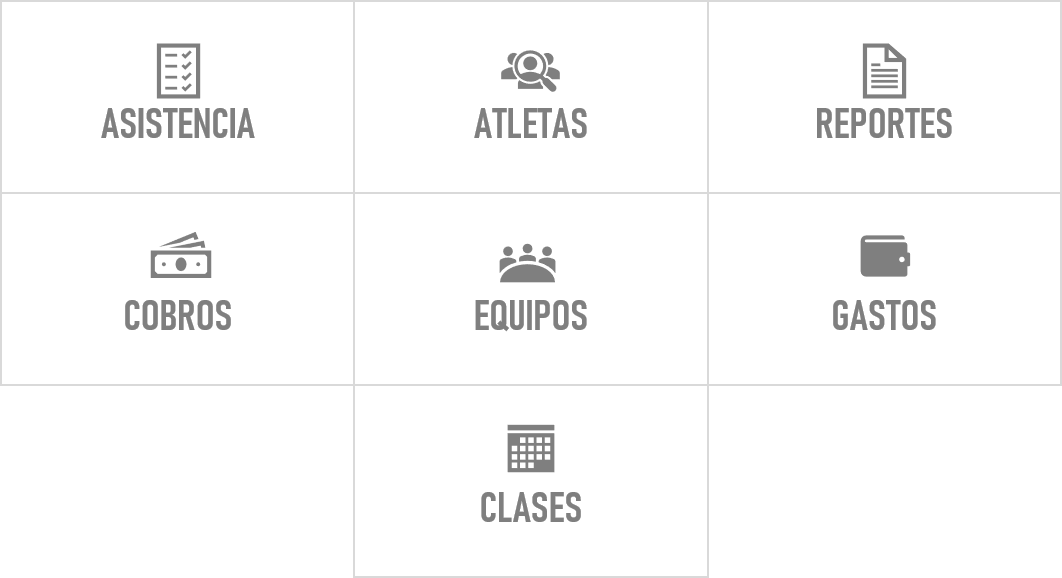 ASISTENCIA
ATLETAS
REPORTES
COBROS
EQUIPOS
GASTOS
CLASES